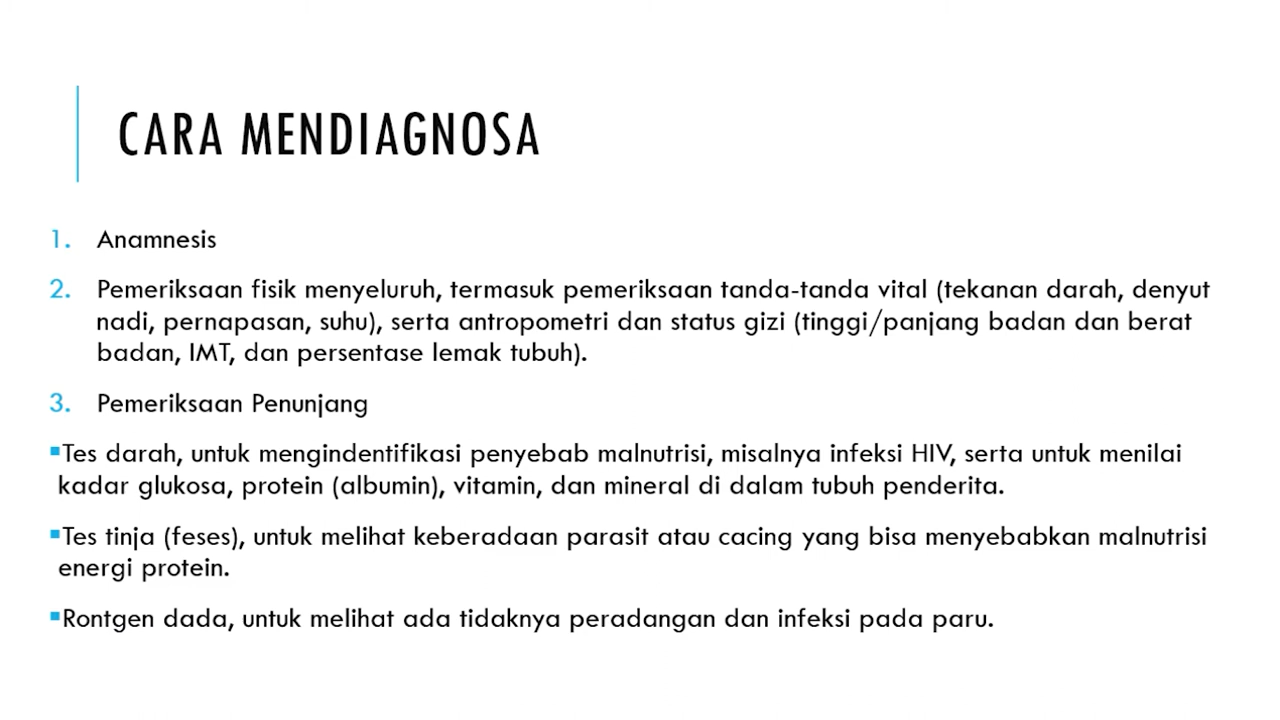 CARA MENDIAGNOSA
1. Anamnesis
2. Pemeriksaan fisik menyeluruh, termasuk pemeriksaan tanda-tanda vital (tekanan darah, denyut
nadi, pernapasan, suhu), serta antropometri dan status gizi (tinggi/panjang badan dan berat
badan, IMT, dan persentase lemak tubuh).
3. Pemeriksaan Penunjang
▪Tes darah, untuk mengindentifikasi penyebab malnutrisi, misalnya infeksi HIV, serta untuk menilai
kadar glukosa, protein (albumin), vitamin, dan mineral di dalam tubuh penderita.
▪Tes tinja (feses), untuk melihat keberadaan parasit atau cacing yang bisa menyebabkan malnutrisi
energi protein.
▪Rontgen dada, untuk melihat ada tidaknya peradangan dan infeksi pada paru.